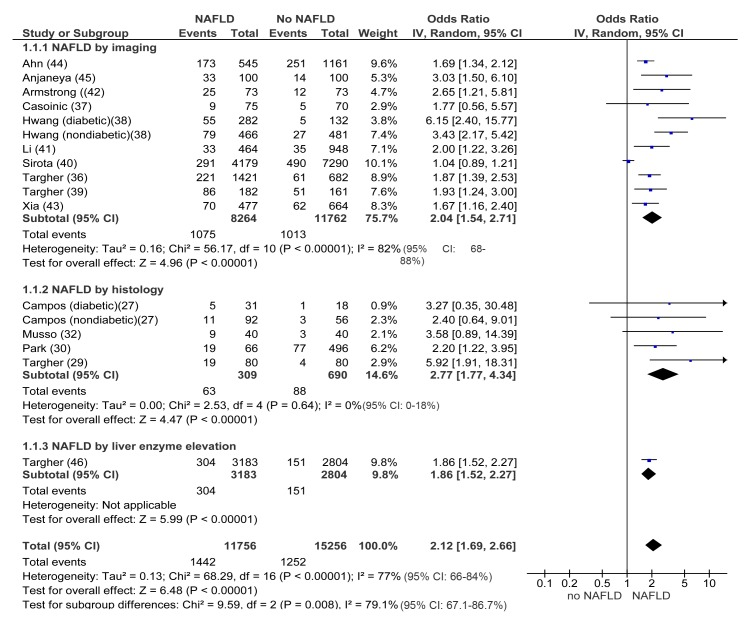 NAFLD No NAFLD Odds Ratio Odds Ratio
Study or Subgroup Events Total Events Total Weight IV, Random, 95% CI IV, Random, 95% CI
1.1.1 NAFLD by imaging
Ahn (44) 173 545 251 1161 9.6% 1.69 [1.34, 2.12]
Anjaneya (45) 33 100 14 100 5.0% 3.03 [1.50, 6.10]
Armstrong ((42) 25 73 12 73 4.4% 2.65 [1.21, 5.81]
Casoinic (37) 9 75 5 70 2.8% 1.77 [0.56, 5.57]
Hwang (diabetic)(38) 55 282 5 132 3.6% 6.15 [2.40, 15.77]
Hwang (nondiabetic)(38) 79 466 27 481 7.2% 3.43 [2.17, 5.42]
Li (41) 33 464 35 948 7.1% 2.00 [1.22, 3.26]
Sirota (40) 291 4179 490 7290 10.1% 1.04 [0.89, 1.21]
Targher (36) 221 1421 61 682 8.8% 1.87 [1.39, 2.53]
Targher (39) 86 182 51 161 7.4% 1.93 [1.24, 3.00]
Xia (43) 70 477 62 664 8.2% 1.67 [1.16, 2.40]
Subtotal (95% CI) 8264 11762 75.7% 2.04 [1.54, 2.71]
Total events 1075 1013
Heterogeneity: Tau² = 0.16; Chi² = 56.17, df = 10 (P < 0.00001); I² = 82% (95% CI: 68-
88%)
Test for overall effect: Z = 4.96 (P < 0.00001)
1.1.2 NAFLD by histology
Campos (diabetic)(27) 5 31 1 18 0.9% 3.27 [0.35, 30.48]
Campos (nondiabetic)(27) 11 92 3 56 2.3% 2.40 [0.64, 9.01]
Musso (32) 9 40 3 40 2.1% 3.58 [0.89, 14.39]
Park (30) 19 66 77 496 6.2% 2.20 [1.22, 3.95]
Targher (29) 19 80 4 80 2.8% 5.92 [1.91, 18.31]
Subtotal (95% CI) 309 690 14.6% 2.77 [1.77, 4.34]
Total events 63 88
Heterogeneity: Tau² = 0.00; Chi² = 2.53, df = 4 (P = 0.64); I² = 0%(95% CI: 0-18%)
Test for overall effect: Z = 4.47 (P < 0.00001)
1.1.3 NAFLD by liver enzyme elevation
Targher (46) 304 3183 151 2804 9.8% 1.86 [1.52, 2.27]
Subtotal (95% CI) 3183 2804 9.8% 1.86 [1.52, 2.27]
Total events 304 151
Heterogeneity: Not applicable
Test for overall effect: Z = 5.99 (P < 0.00001)
Total (95% CI) 11756 15256 100.0% 2.12 [1.69, 2.66]
Total events 1442 1252
Heterogeneity: Tau² = 0.13; Chi² = 68.29, df = 16 (P < 0.00001); I² = 77% (95% CI: 66-84%)
Test for overall effect: Z = 6.48 (P < 0.00001)
Test for subgroup differences: Chi² = 9.59, df = 2 (P = 0.008), I² = 79.1%(95% CI: 67.1-86.7%)
0.1 0.2 0.5 1 2 5 10
no NAFLD NAFLD